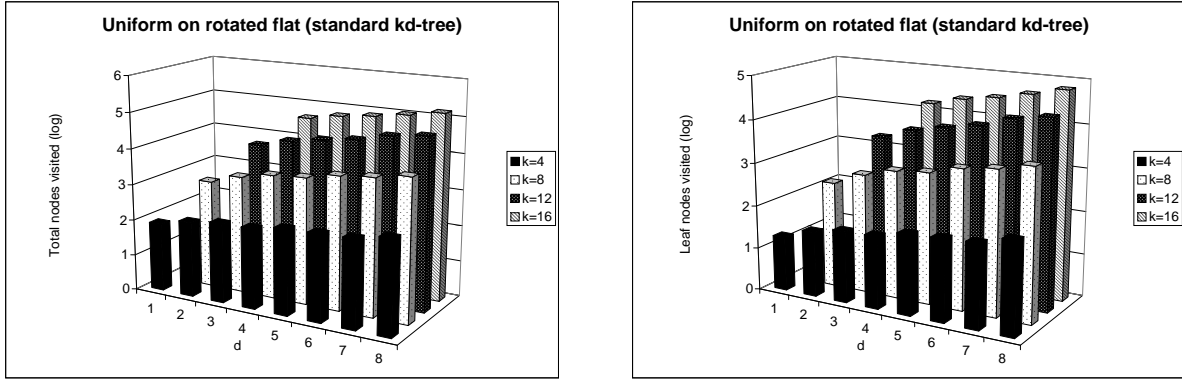 Uniform on rotated flat (standard kd-tree)
Total nodes visited (log)
6
5
4
3
2
1
0
1
2
3
4
5
6
7
8
d
k=4
k=8
k=12
k=16
Uniform on rotated flat (standard kd-tree)
Leaf nodes visited (log)
5
4
3
2
1
0
1
2
3
4
5
6
7
8
d
k=4
k=8
k=12
k=16